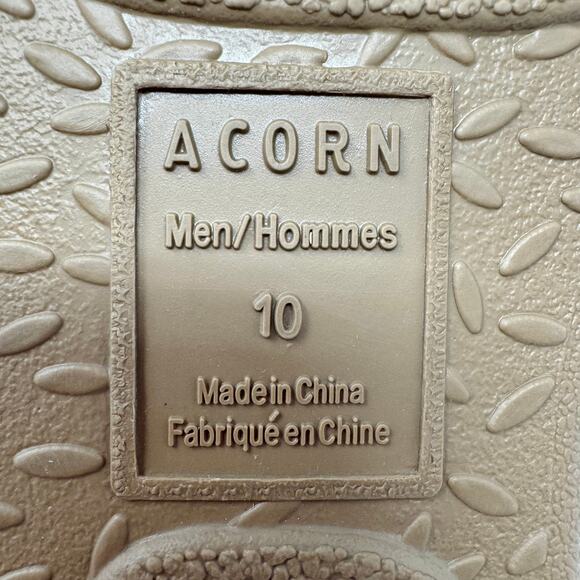 ACORN
Men/Hommes
10
Made in China
Fabriqué en Chine